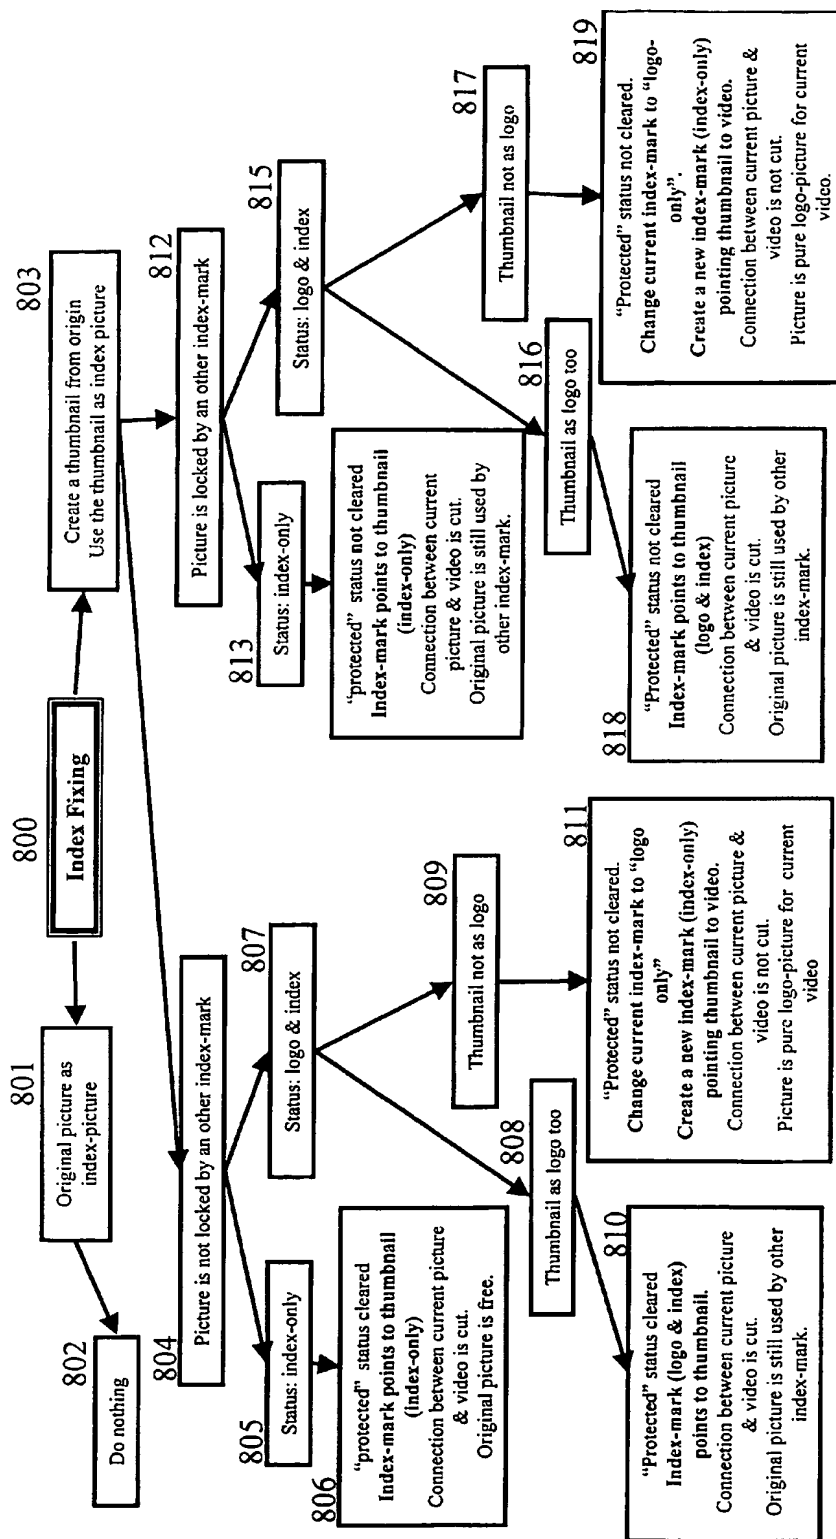 800
Index Fixing
801
Original picture as
index-picture
802
Do nothing
803
Create a thumbnail from origin
Use the thumbnail as index picture
804
Picture is not locked by an other index-mark
805
Status: index-only
806
“protected” status cleared
Index-mark points to thumbnail
(index-only)
Connection between current picture
& video is cut.
Original picture is free.
807
Status: logo & index
808
Thumbnail as logo too
809
Thumbnail not as logo
810
“Protected” status cleared
Index-mark (logo & index)
points to thumbnail.
Connection between current picture
& video is cut.
Original picture is still used by other
index-mark.
811
“Protected” status not cleared.
Change current index-mark to “logo
only”
Create a new index-mark (index-only)
pointing thumbnail to video.
Connection between current picture &
video is not cut.
Picture is pure logo-picture for current
video
812
Picture is locked by an other index-mark
813
Status: index-only
“protected” status not cleared
Index-mark points to thumbnail
(index-only)
Connection between current
picture & video is cut.
Original picture is still used by
other index-mark.
815
Status: logo & index
816
Thumbnail as logo too
817
Thumbnail not as logo
818
“Protected” status not cleared
Index-mark points to thumbnail
(logo & index)
Connection between current picture
& video is cut.
Original picture is still used by other
index-mark.
819
“Protected” status not cleared.
Change current index-mark to “logo-
only”.
Create a new index-mark (index-only)
pointing thumbnail to video.
Connection between current picture &
video is not cut.
Picture is pure logo-picture for current
video.